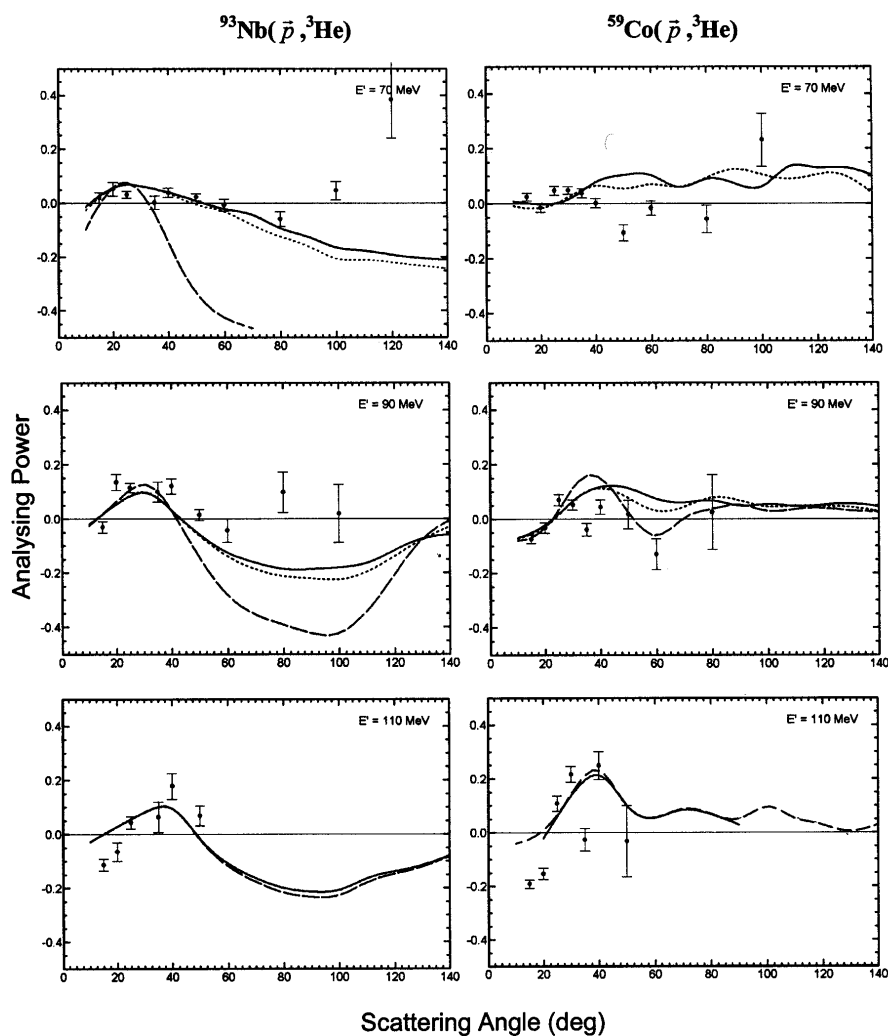 ⁹³Nb( p⃗ ,³He)
⁵⁹Co( p⃗ ,³He)
Analysing Power
E' = 70 MeV
0.4
0.2
0.0
-0.2
-0.4
0 20 40 60 80 100 120 140
E' = 70 MeV
0.4
0.2
0.0
-0.2
-0.4
0 20 40 60 80 100 120 140
E' = 90 MeV
0.4
0.2
0.0
-0.2
-0.4
0 20 40 60 80 100 120 140
E' = 90 MeV
0.4
0.2
0.0
-0.2
-0.4
0 20 40 60 80 100 120 140
E' = 110 MeV
0.4
0.2
0.0
-0.2
-0.4
0 20 40 60 80 100 120 140
E' = 110 MeV
0.4
0.2
0.0
-0.2
-0.4
0 20 40 60 80 100 120 140
Scattering Angle (deg)